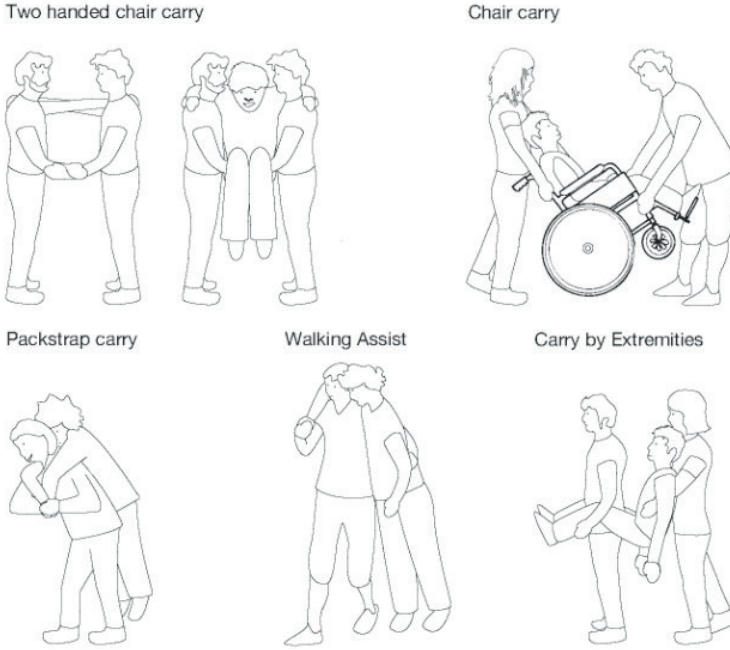 Two handed chair carry
Chair carry
Packstrap carry
Walking Assist
Carry by Extremities